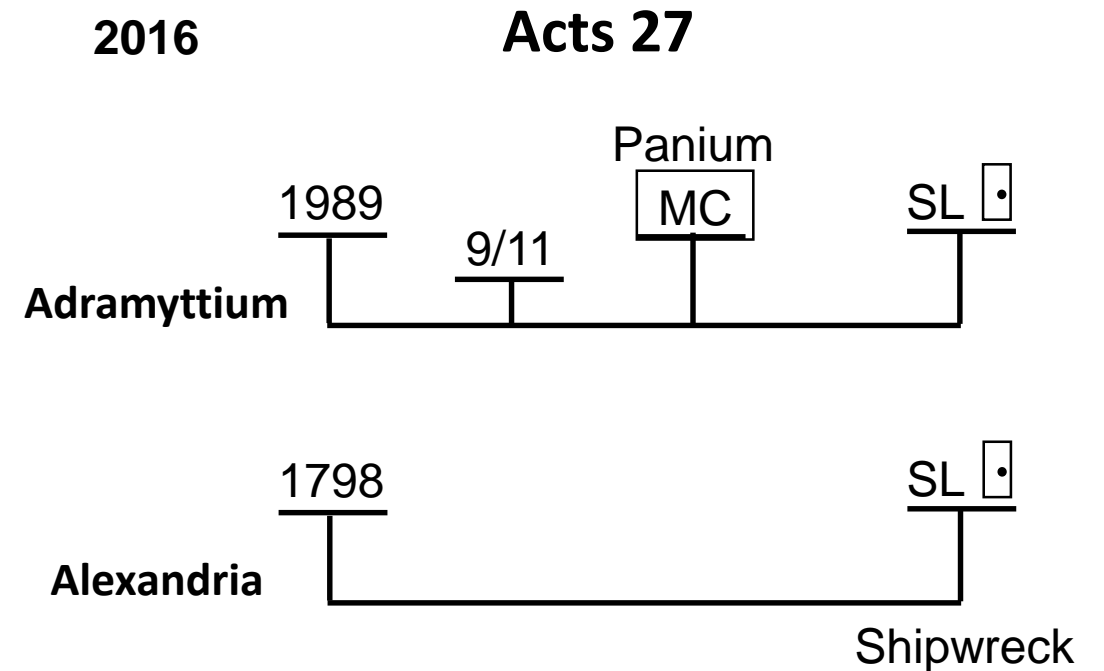 2016
Acts 27
Panium
1989
MC
SL
9/11
Adramyttium
1798
SL
Alexandria
Shipwreck